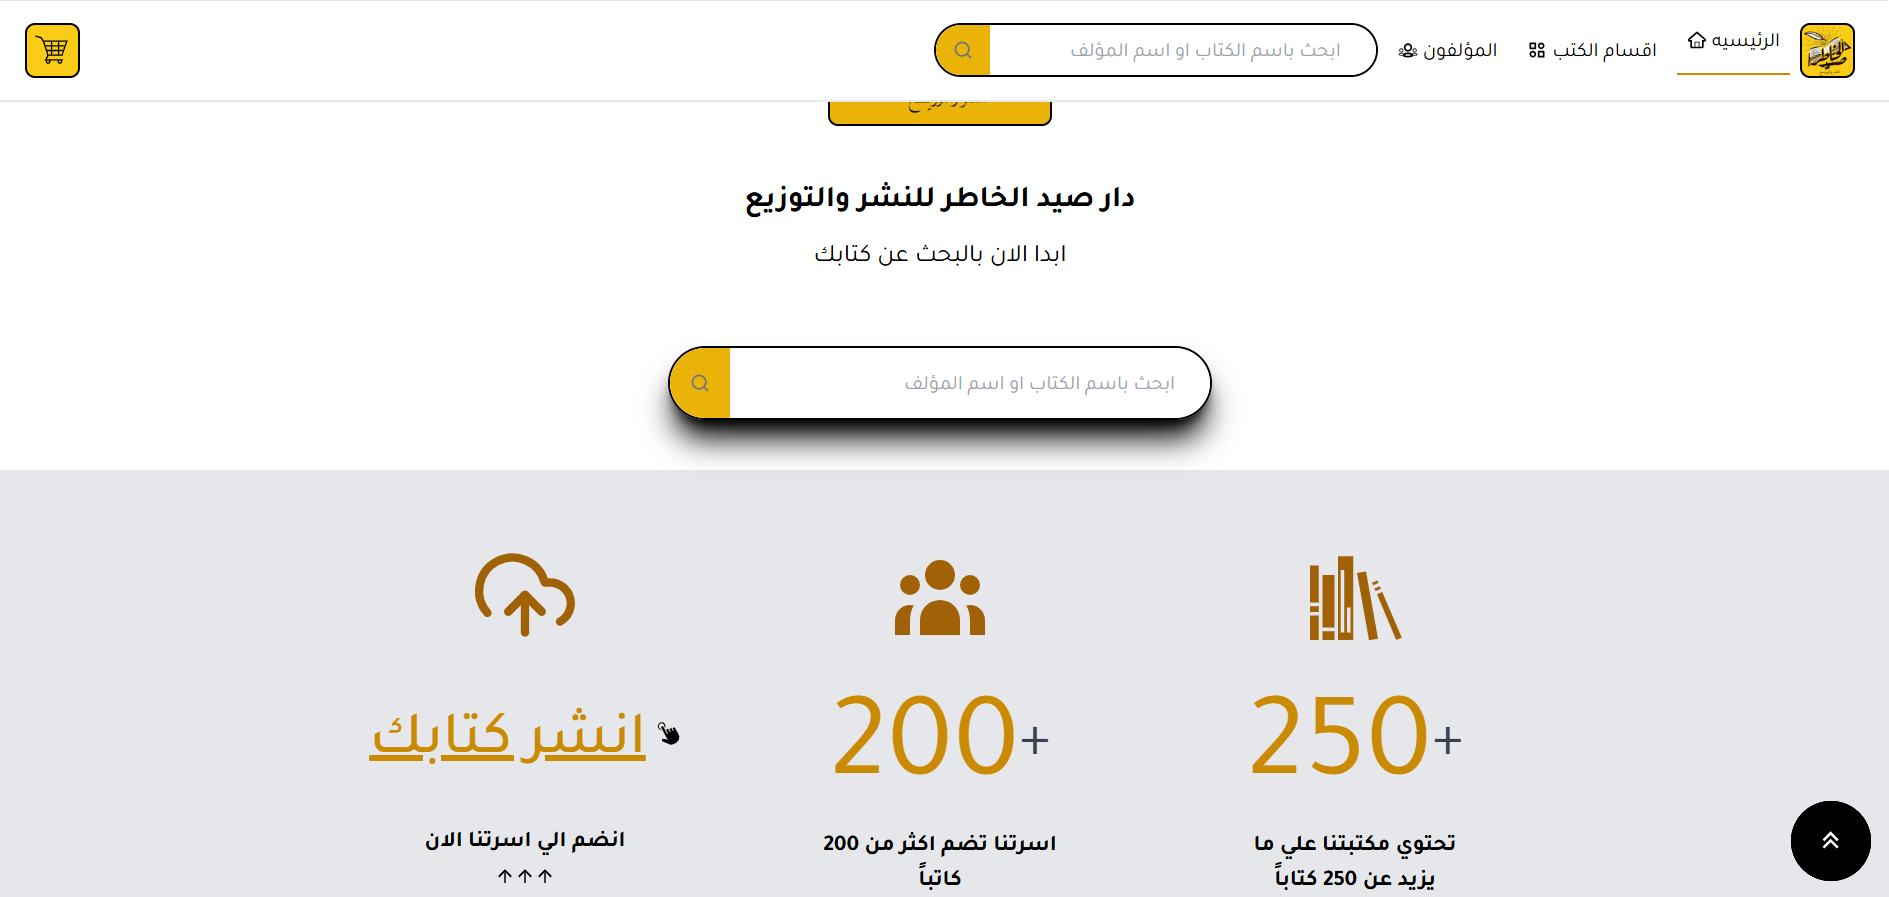 الرئيسيه
اقسام الكتب
المؤلفون
ابحث باسم الكتاب او اسم المؤلف
دار صيد الخاطر للنشر والتوزيع
ابدا الان بالبحث عن كتابك
ابحث باسم الكتاب او اسم المؤلف
250+
تحتوي مكتبتنا علي ما
يزيد عن 250 كتاباً
200+
اسرتنا تضم اكثر من 200
كاتباً
انشر كتابك
انضم الي اسرتنا الان
↑↑↑